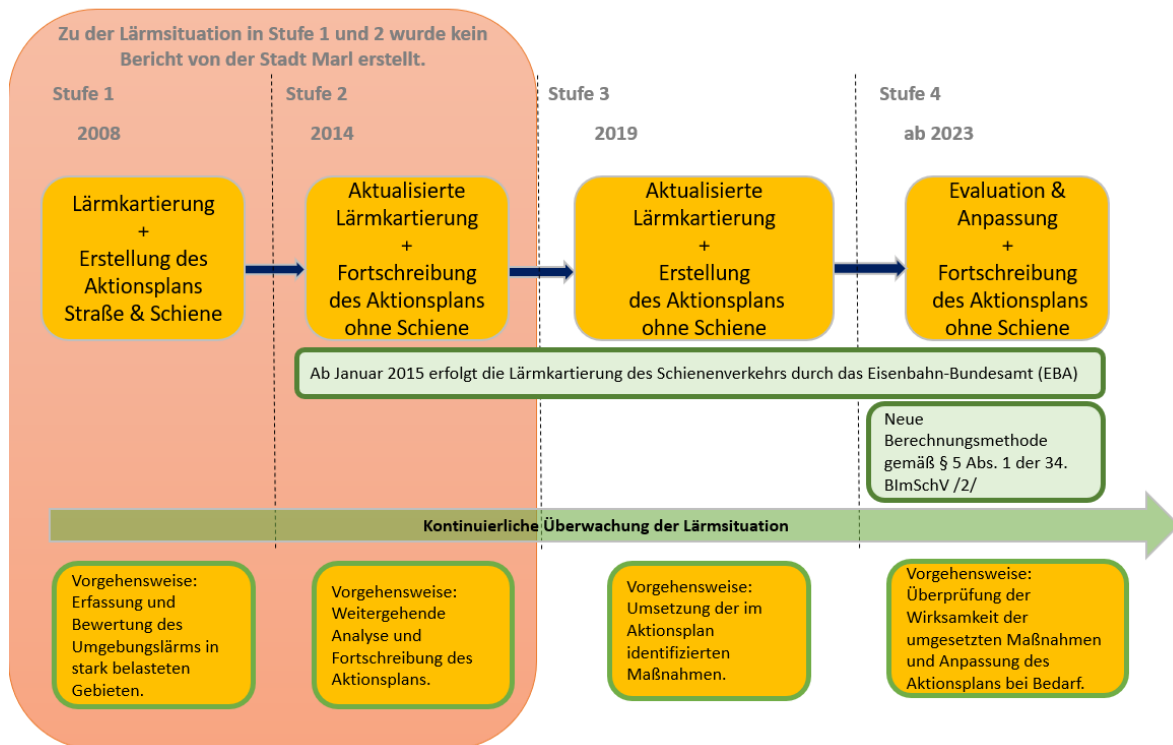 Zu der Lärmsituation in Stufe 1 und 2 wurde kein
Bericht von der Stadt Marl erstellt.
Stufe 1
2008
Stufe 2
2014
Stufe 3
2019
Stufe 4
ab 2023
Lärmkartierung
+
Erstellung des
Aktionsplans
Straße & Schiene
Aktualisierte
Lärmkartierung
+
Fortschreibung
des Aktionsplans
ohne Schiene
Aktualisierte
Lärmkartierung
+
Erstellung
des Aktionsplans
ohne Schiene
Evaluation &
Anpassung
+
Fortschreibung
des Aktionsplans
ohne Schiene
Ab Januar 2015 erfolgt die Lärmkartierung des Schienenverkehrs durch das Eisenbahn-Bundesamt (EBA)
Neue
Berechnungsmethode
gemäß § 5 Abs. 1 der 34.
BImSchV /2/
Kontinuierliche Überwachung der Lärmsituation
Vorgehensweise:
Erfassung und
Bewertung des
Umgebungslärms in
stark belasteten
Gebieten.
Vorgehensweise:
Weitergehende
Analyse und
Fortschreibung des
Aktionsplans.
Vorgehensweise:
Umsetzung der im
Aktionsplan
identifizierten
Maßnahmen.
Vorgehensweise:
Überprüfung der
Wirksamkeit der
umgesetzten Maßnahmen
und Anpassung des
Aktionsplans bei Bedarf.